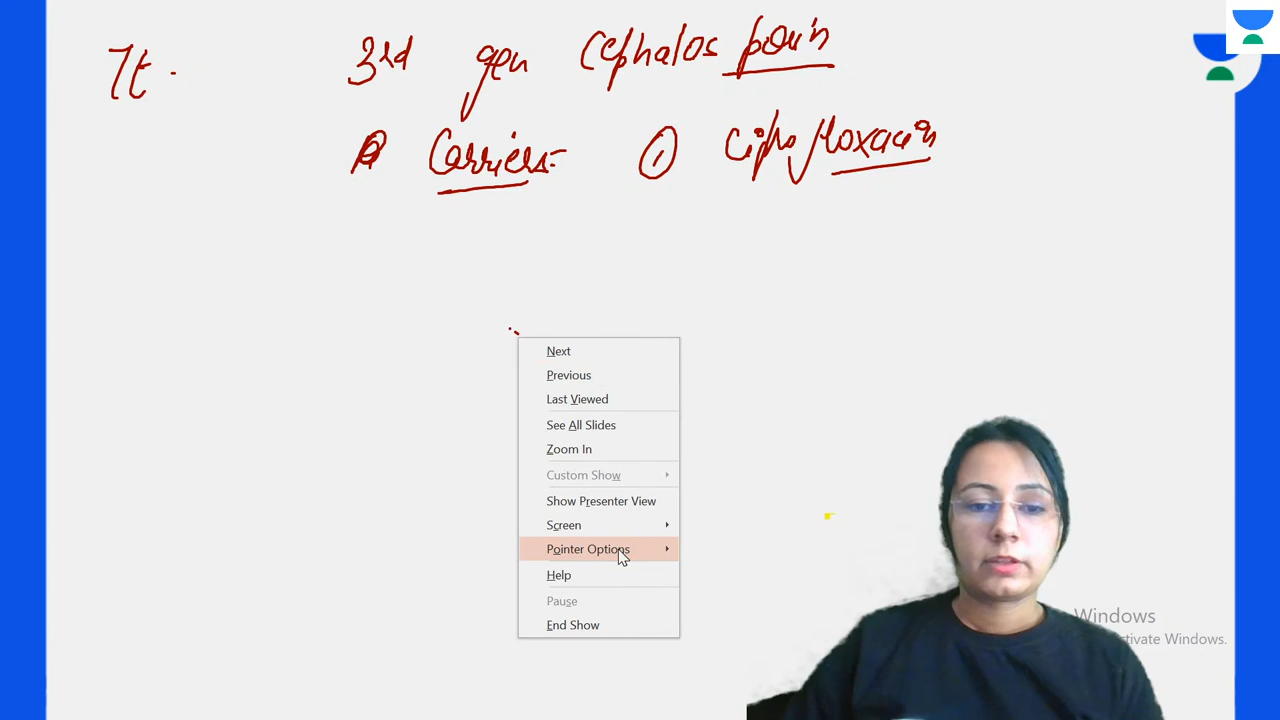 Tt. 3rd gen Cephalosporin
Carriers:- ① Ciprofloxacin
Next
Previous
Last Viewed
See All Slides
Zoom In
Custom Show
Show Presenter View
Screen
Pointer Options
Help
Pause
End Show
Windows
ctivate Windows.